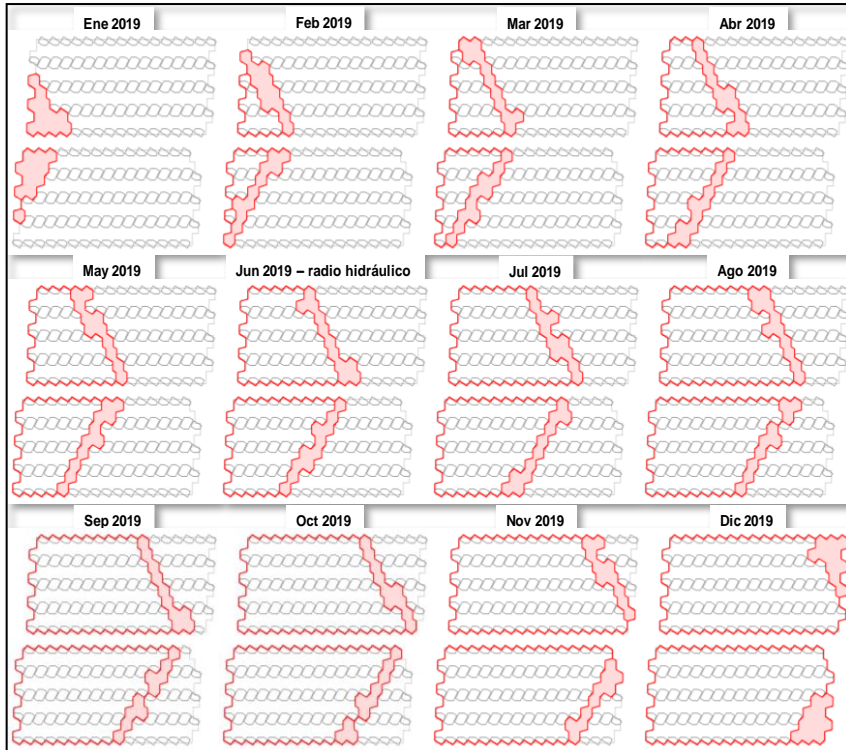 Ene 2019
Feb 2019
Mar 2019
Abr 2019
May 2019
Jun 2019 – radio hidráulico
Jul 2019
Ago 2019
Sep 2019
Oct 2019
Nov 2019
Dic 2019